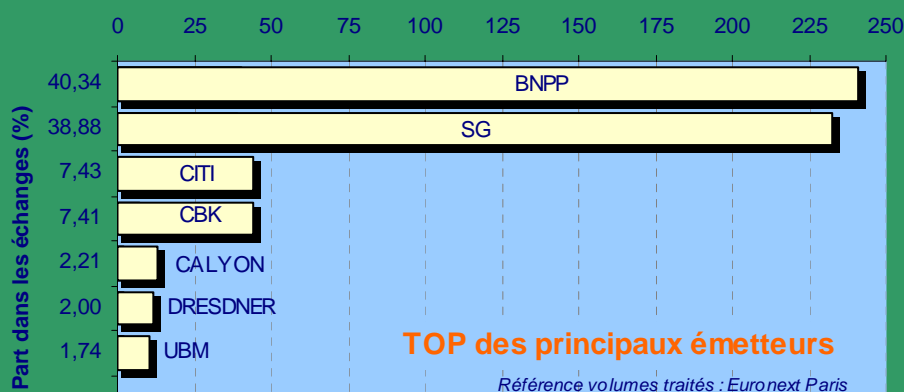 0 25 50 75 100 125 150 175 200 225 250
Part dans les échanges (%)
40,34 BNPP
38,88 SG
7,43 CITI
7,41 CBK
2,21 CALYON
2,00 DRESDNER
1,74 UBM
TOP des principaux émetteurs
Référence volumes traités : Euronext Paris